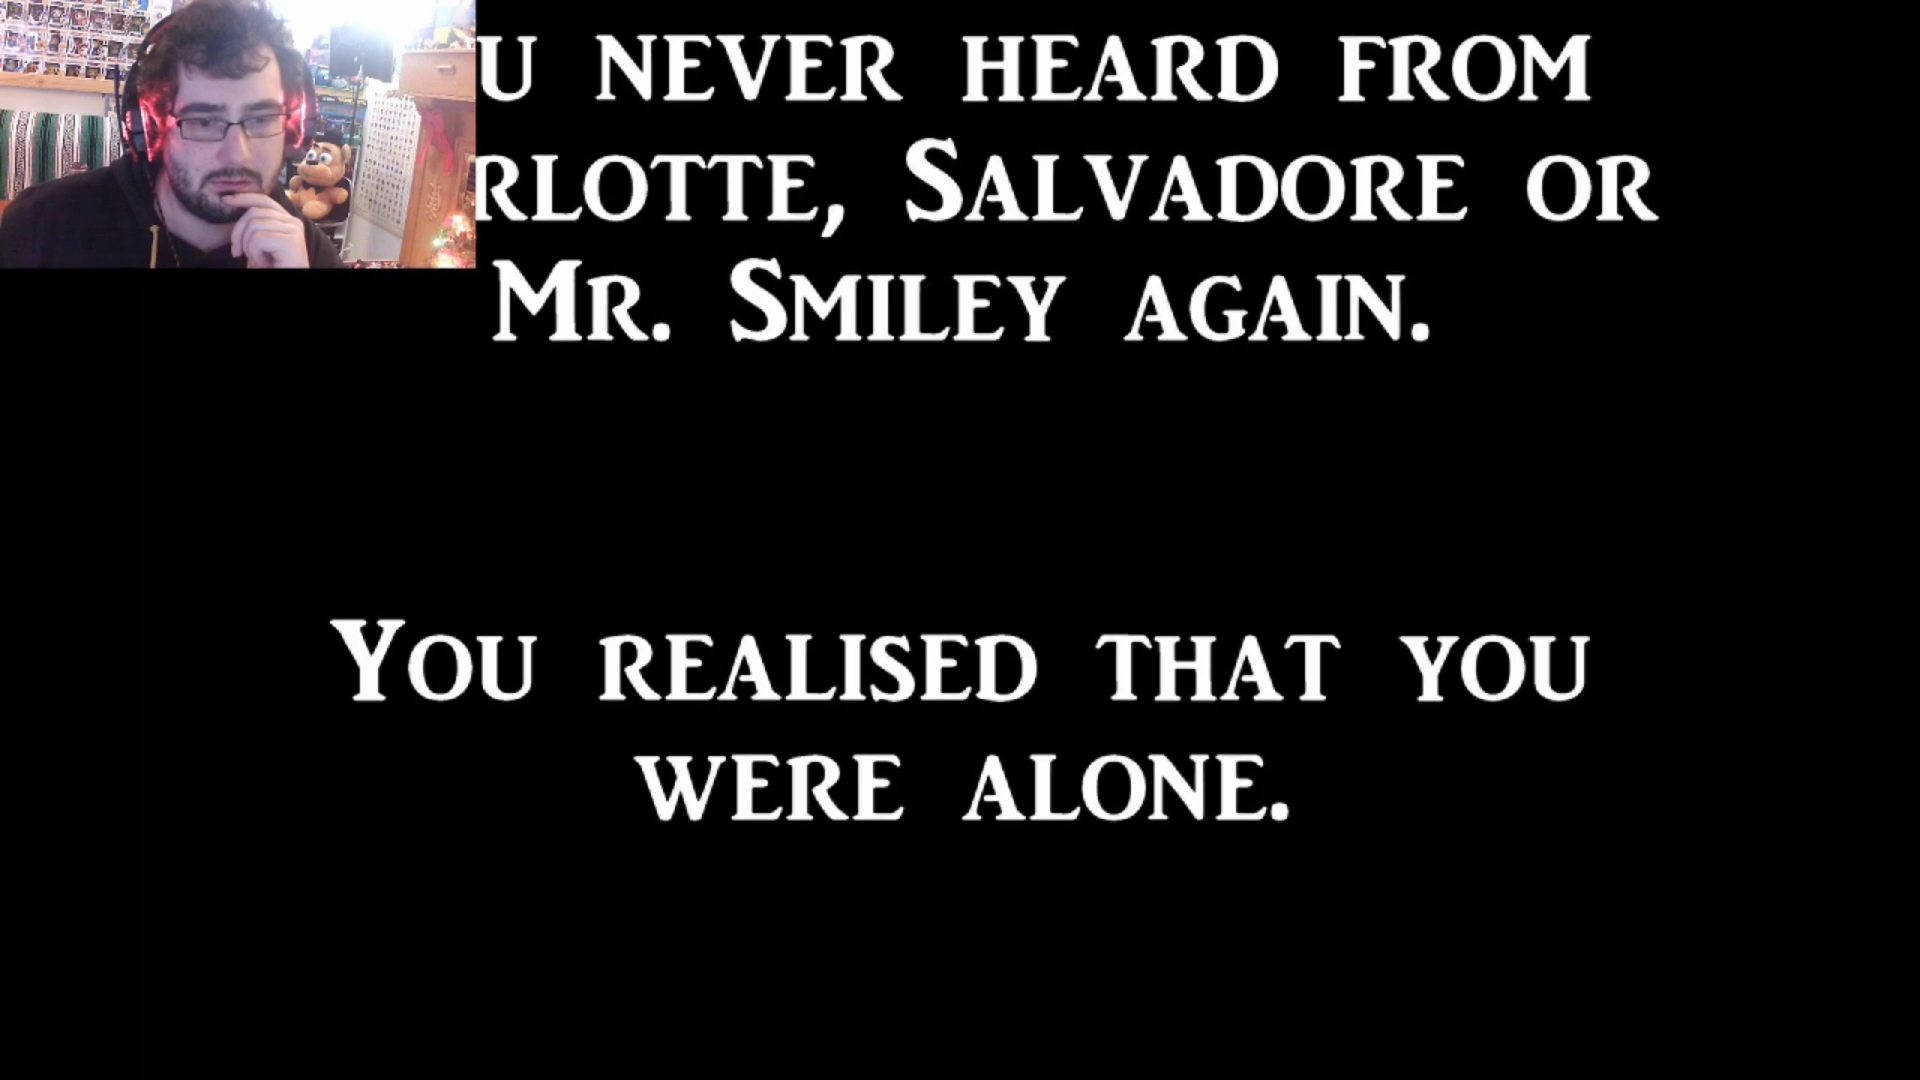 U NEVER HEARD FROM
RLOTTE, SALVADORE OR
MR. SMILEY AGAIN.
YOU REALISED THAT YOU
WERE ALONE.